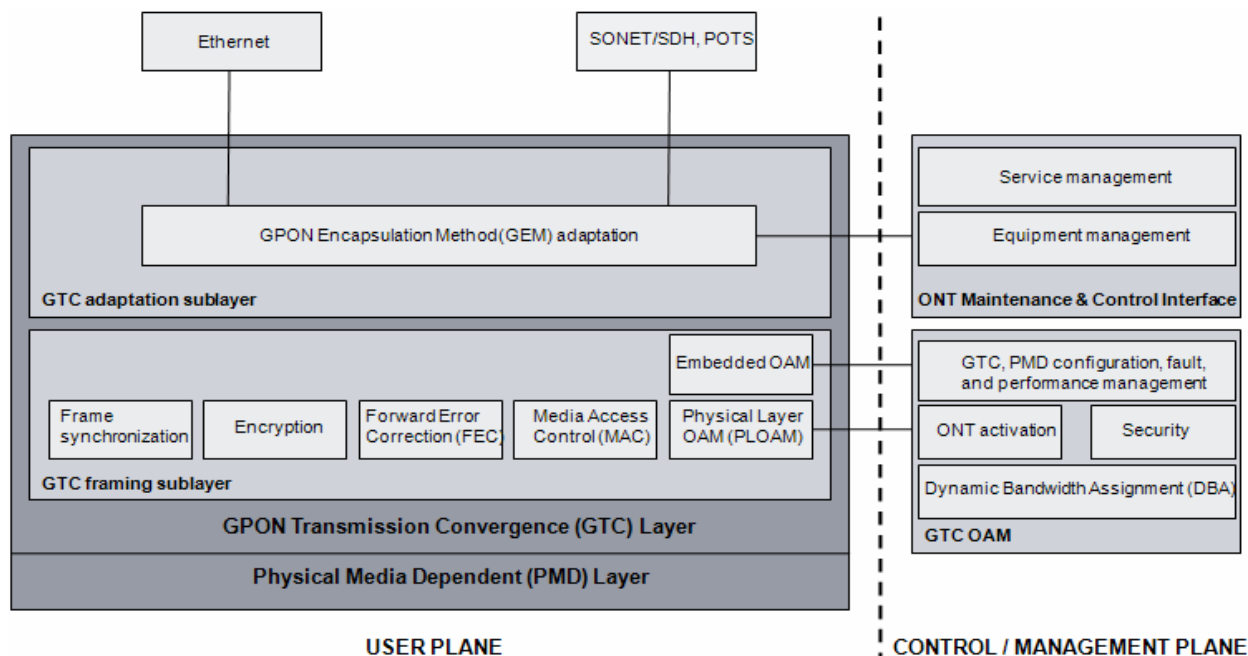 Ethernet
SONET/SDH, POTS
Service management
GPON Encapsulation Method(GEM) adaptation
Equipment management
GTC adaptation sublayer
ONT Maintenance & Control Interface
Embedded OAM
GTC, PMD configuration, fault,
and performance management
Frame
synchronization
Encryption
Forward Error
Correction (FEC)
Media Access
Control (MAC)
Physical Layer
OAM (PLOAM)
ONT activation
Security
GTC framing sublayer
Dynamic Bandwidth Assignment (DBA)
GPON Transmission Convergence (GTC) Layer
GTC OAM
Physical Media Dependent (PMD) Layer
USER PLANE
CONTROL / MANAGEMENT PLANE